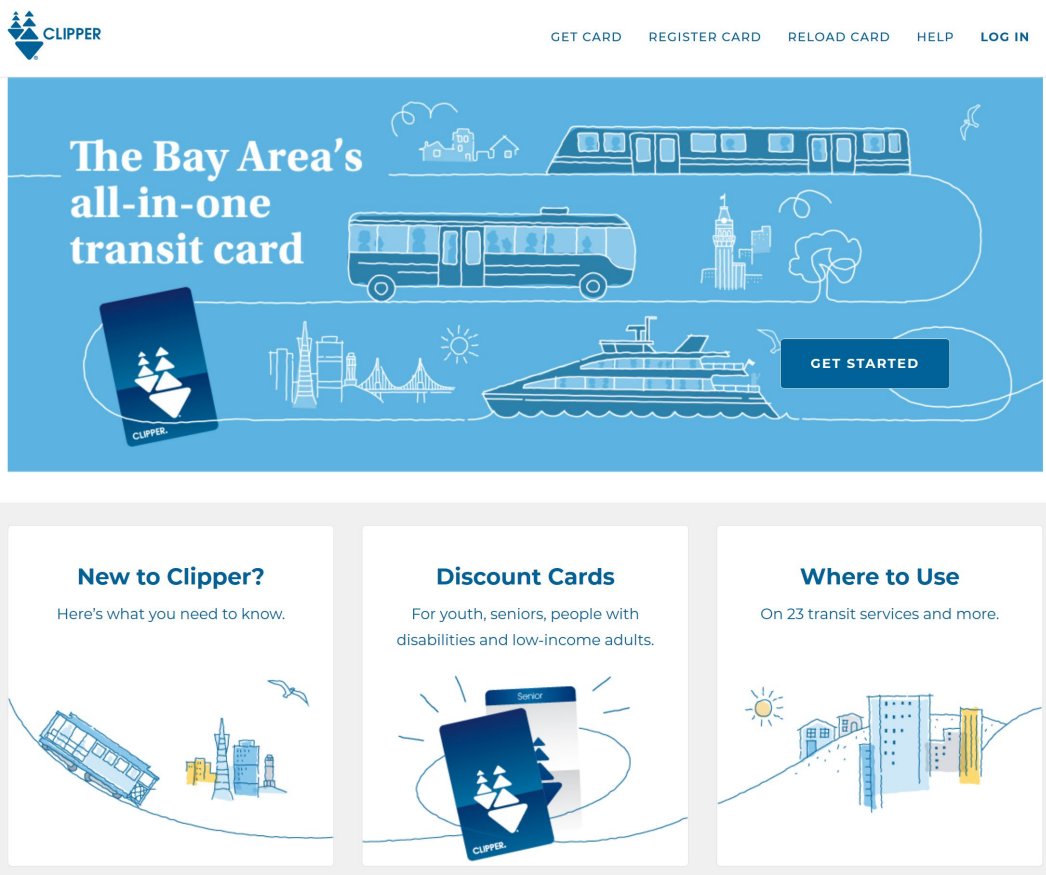 CLIPPER
GET CARD
REGISTER CARD
RELOAD CARD
HELP
LOG IN
The Bay Area’s
all-in-one
transit card
GET STARTED
CLIPPER.
New to Clipper?
Here’s what you need to know.
Discount Cards
For youth, seniors, people with
disabilities and low-income adults.
Senior
CLIPPER.
Where to Use
On 23 transit services and more.